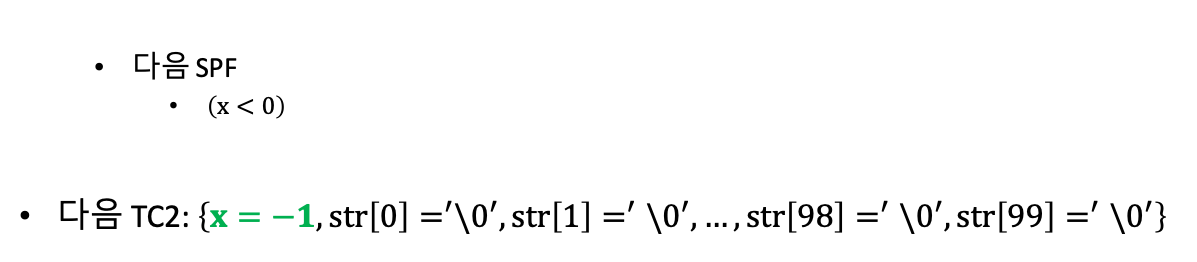 • 다음 SPF
• (x < 0)
• 다음 TC2: {x = −1, str[0] =′\0′, str[1] =′ \0′, … , str[98] =′ \0′, str[99] =′ \0′}